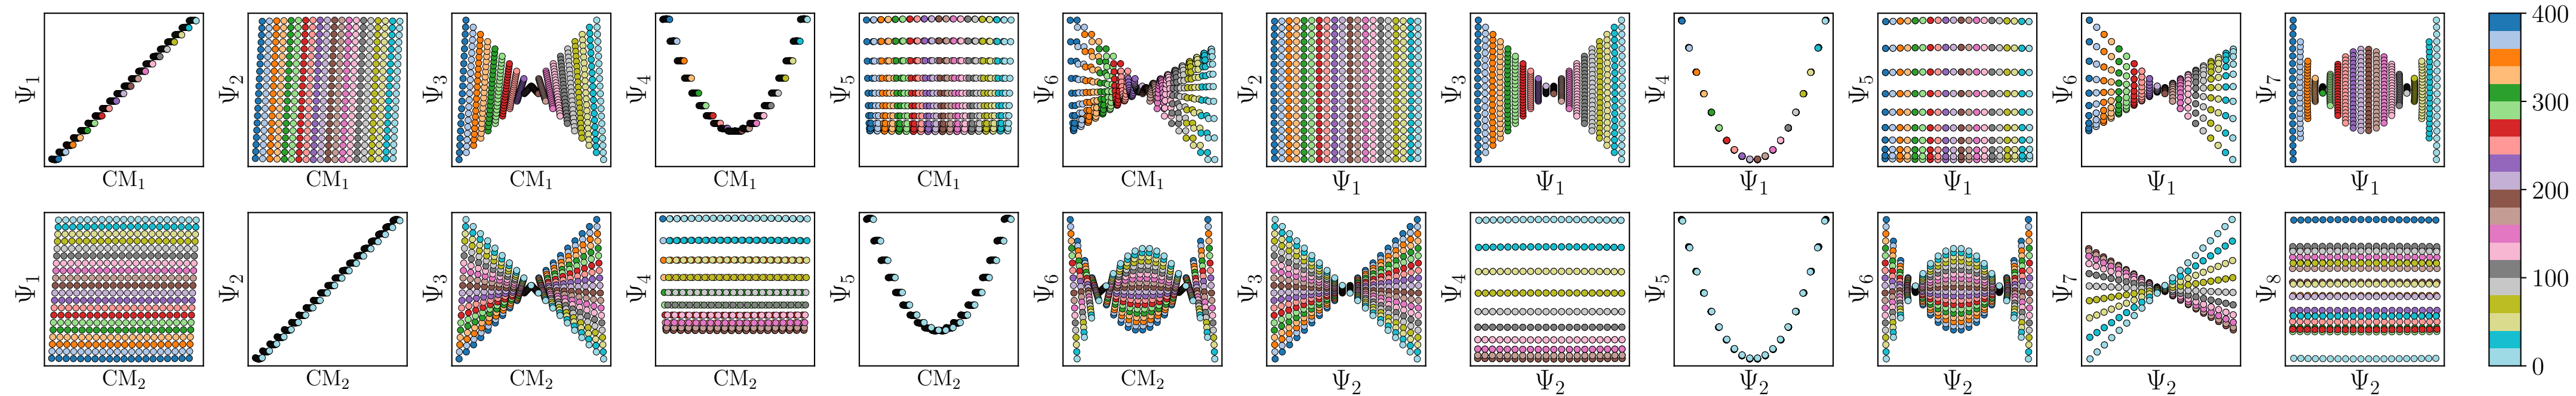 Ψ₁ Ψ₂ Ψ₃ Ψ₄ Ψ₅ Ψ₆ Ψ₂ Ψ₃ Ψ₄ Ψ₅ Ψ₆ Ψ₇
CM₁ CM₁ CM₁ CM₁ CM₁ CM₁ Ψ₁ Ψ₁ Ψ₁ Ψ₁ Ψ₁ Ψ₁
Ψ₁ Ψ₂ Ψ₃ Ψ₄ Ψ₅ Ψ₆ Ψ₃ Ψ₄ Ψ₅ Ψ₆ Ψ₇ Ψ₈
CM₂ CM₂ CM₂ CM₂ CM₂ CM₂ Ψ₂ Ψ₂ Ψ₂ Ψ₂ Ψ₂ Ψ₂
400
300
200
100
0